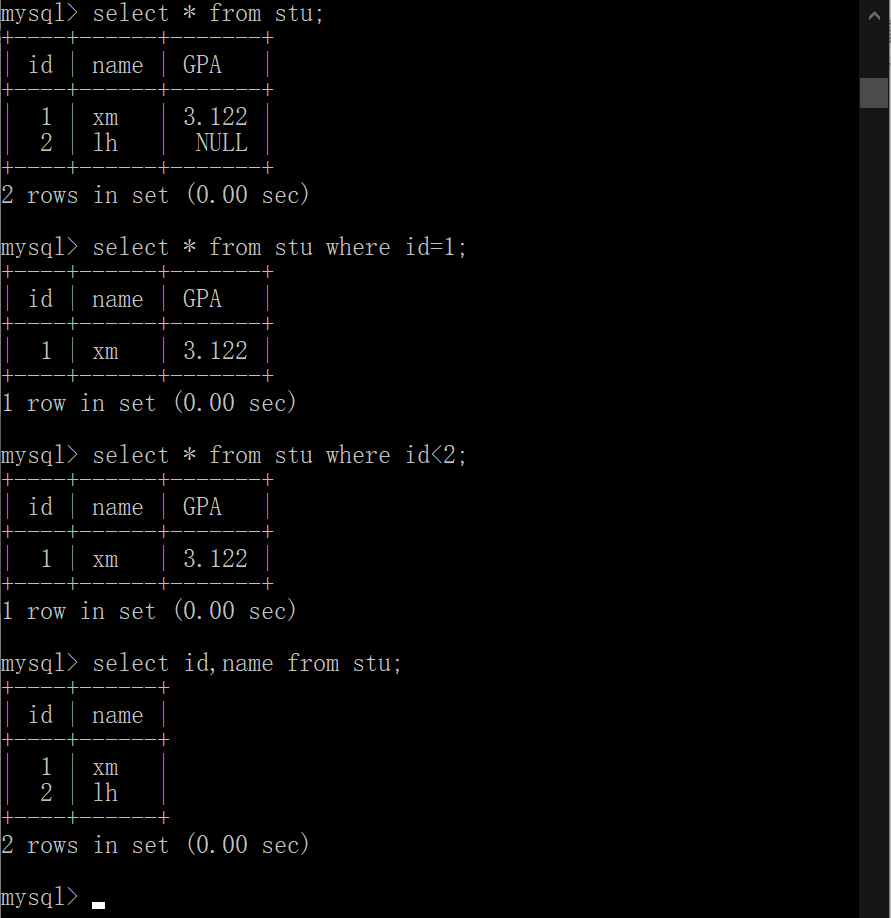 mysql> select * from stu;
+----+------+-------+
| id | name | GPA   |
+----+------+-------+
|  1 | xm   | 3.122 |
|  2 | lh   |  NULL |
+----+------+-------+
2 rows in set (0.00 sec)

mysql> select * from stu where id=1;
+----+------+-------+
| id | name | GPA   |
+----+------+-------+
|  1 | xm   | 3.122 |
+----+------+-------+
1 row in set (0.00 sec)

mysql> select * from stu where id<2;
+----+------+-------+
| id | name | GPA   |
+----+------+-------+
|  1 | xm   | 3.122 |
+----+------+-------+
1 row in set (0.00 sec)

mysql> select id,name from stu;
+----+------+
| id | name |
+----+------+
|  1 | xm   |
|  2 | lh   |
+----+------+
2 rows in set (0.00 sec)

mysql>